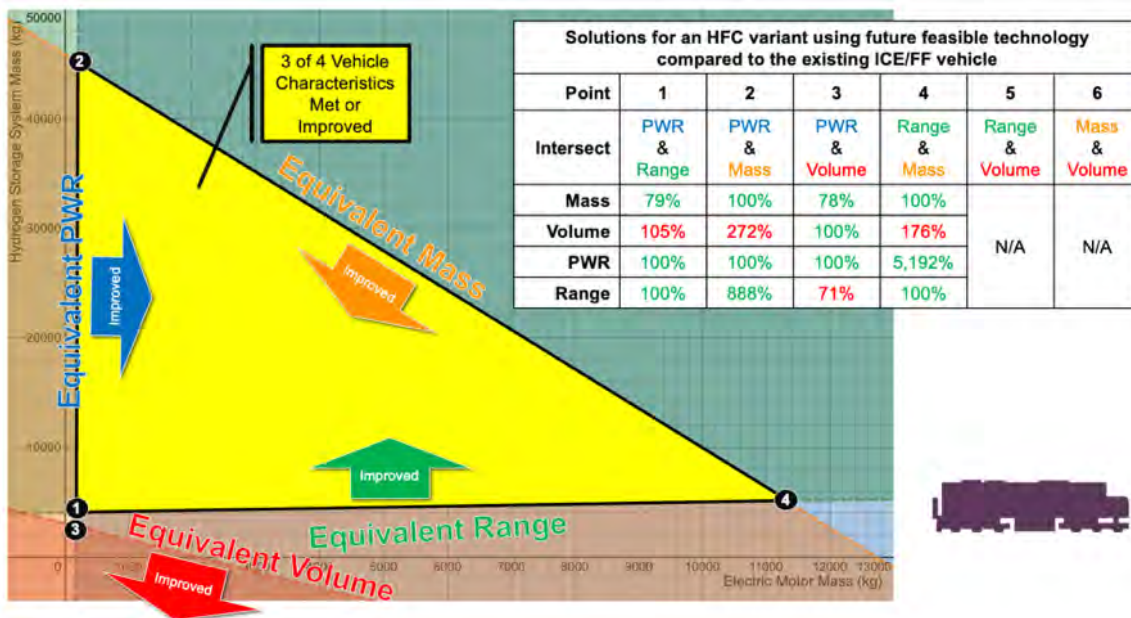 50000
40000
30000
20000
10000
Hydrogen Storage System Mass (kg)
2
3 of 4 Vehicle
Characteristics
Met or
Improved
Equivalent PWR
Improved
Equivalent Mass
Improved
Improved
Equivalent Range
1
3
4
Equivalent Volume
Improved
0
4000
5000
6000
7000
8000
9000
10000
11000
12000
13000
Electric Motor Mass (kg)
Solutions for an HFC variant using future feasible technology
compared to the existing ICE/FF vehicle
Point 1 2 3 4 5 6
Intersect PWR & Range PWR & Mass PWR & Volume Range & Mass Range & Volume Mass & Volume
Mass 79% 100% 78% 100% N/A N/A
Volume 105% 272% 100% 176%
PWR 100% 100% 100% 5,192%
Range 100% 888% 71% 100%